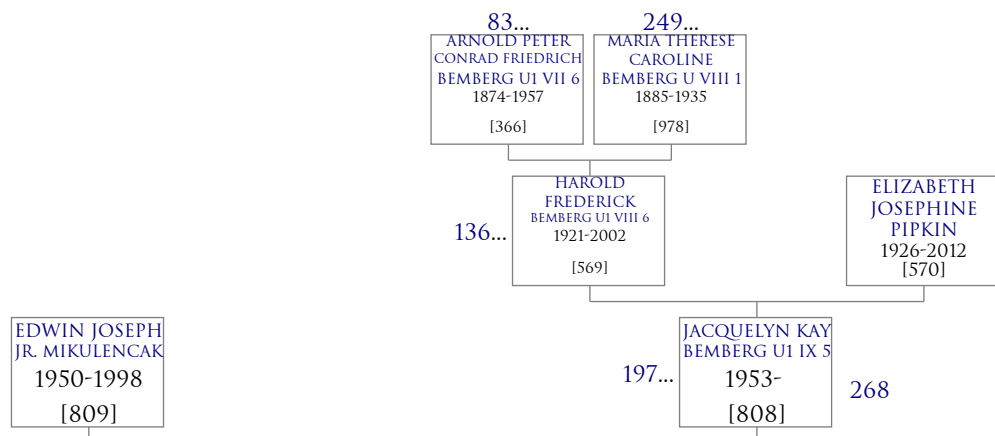 83...
249...
ARNOLD PETER
CONRAD FRIEDRICH
BEMBERG U1 VII 6
1874-1957
[366]
MARIA THERESE
CAROLINE
BEMBERG U VIII 1
1885-1935
[978]
136...
HAROLD
FREDERICK
BEMBERG U1 VIII 6
1921-2002
[569]
ELIZABETH
JOSEPHINE
PIPKIN
1926-2012
[570]
EDWIN JOSEPH
JR. MIKULENCAK
1950-1998
[809]
197...
JACQUELYN KAY
BEMBERG U1 IX 5
1953-
[808]
268